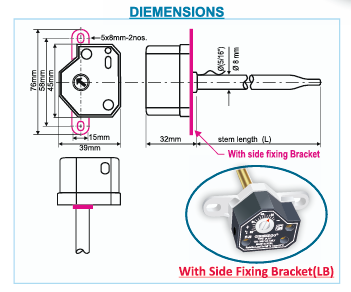 DIEMENSIONS
5x8mm-2nos.
Ø(5/16")
Ø 8 mm
76mm
58mm
45mm
15mm
39mm
32mm
stem length (L)
With side fixing Bracket
With Side Fixing Bracket(LB)